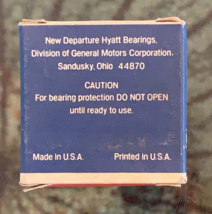 New Departure Hyatt Bearings,
Division of General Motors Corporation.
Sandusky, Ohio 44870
CAUTION
For bearing protection DO NOT OPEN
until ready to use.
Made in U.S.A. Printed in U.S.A.